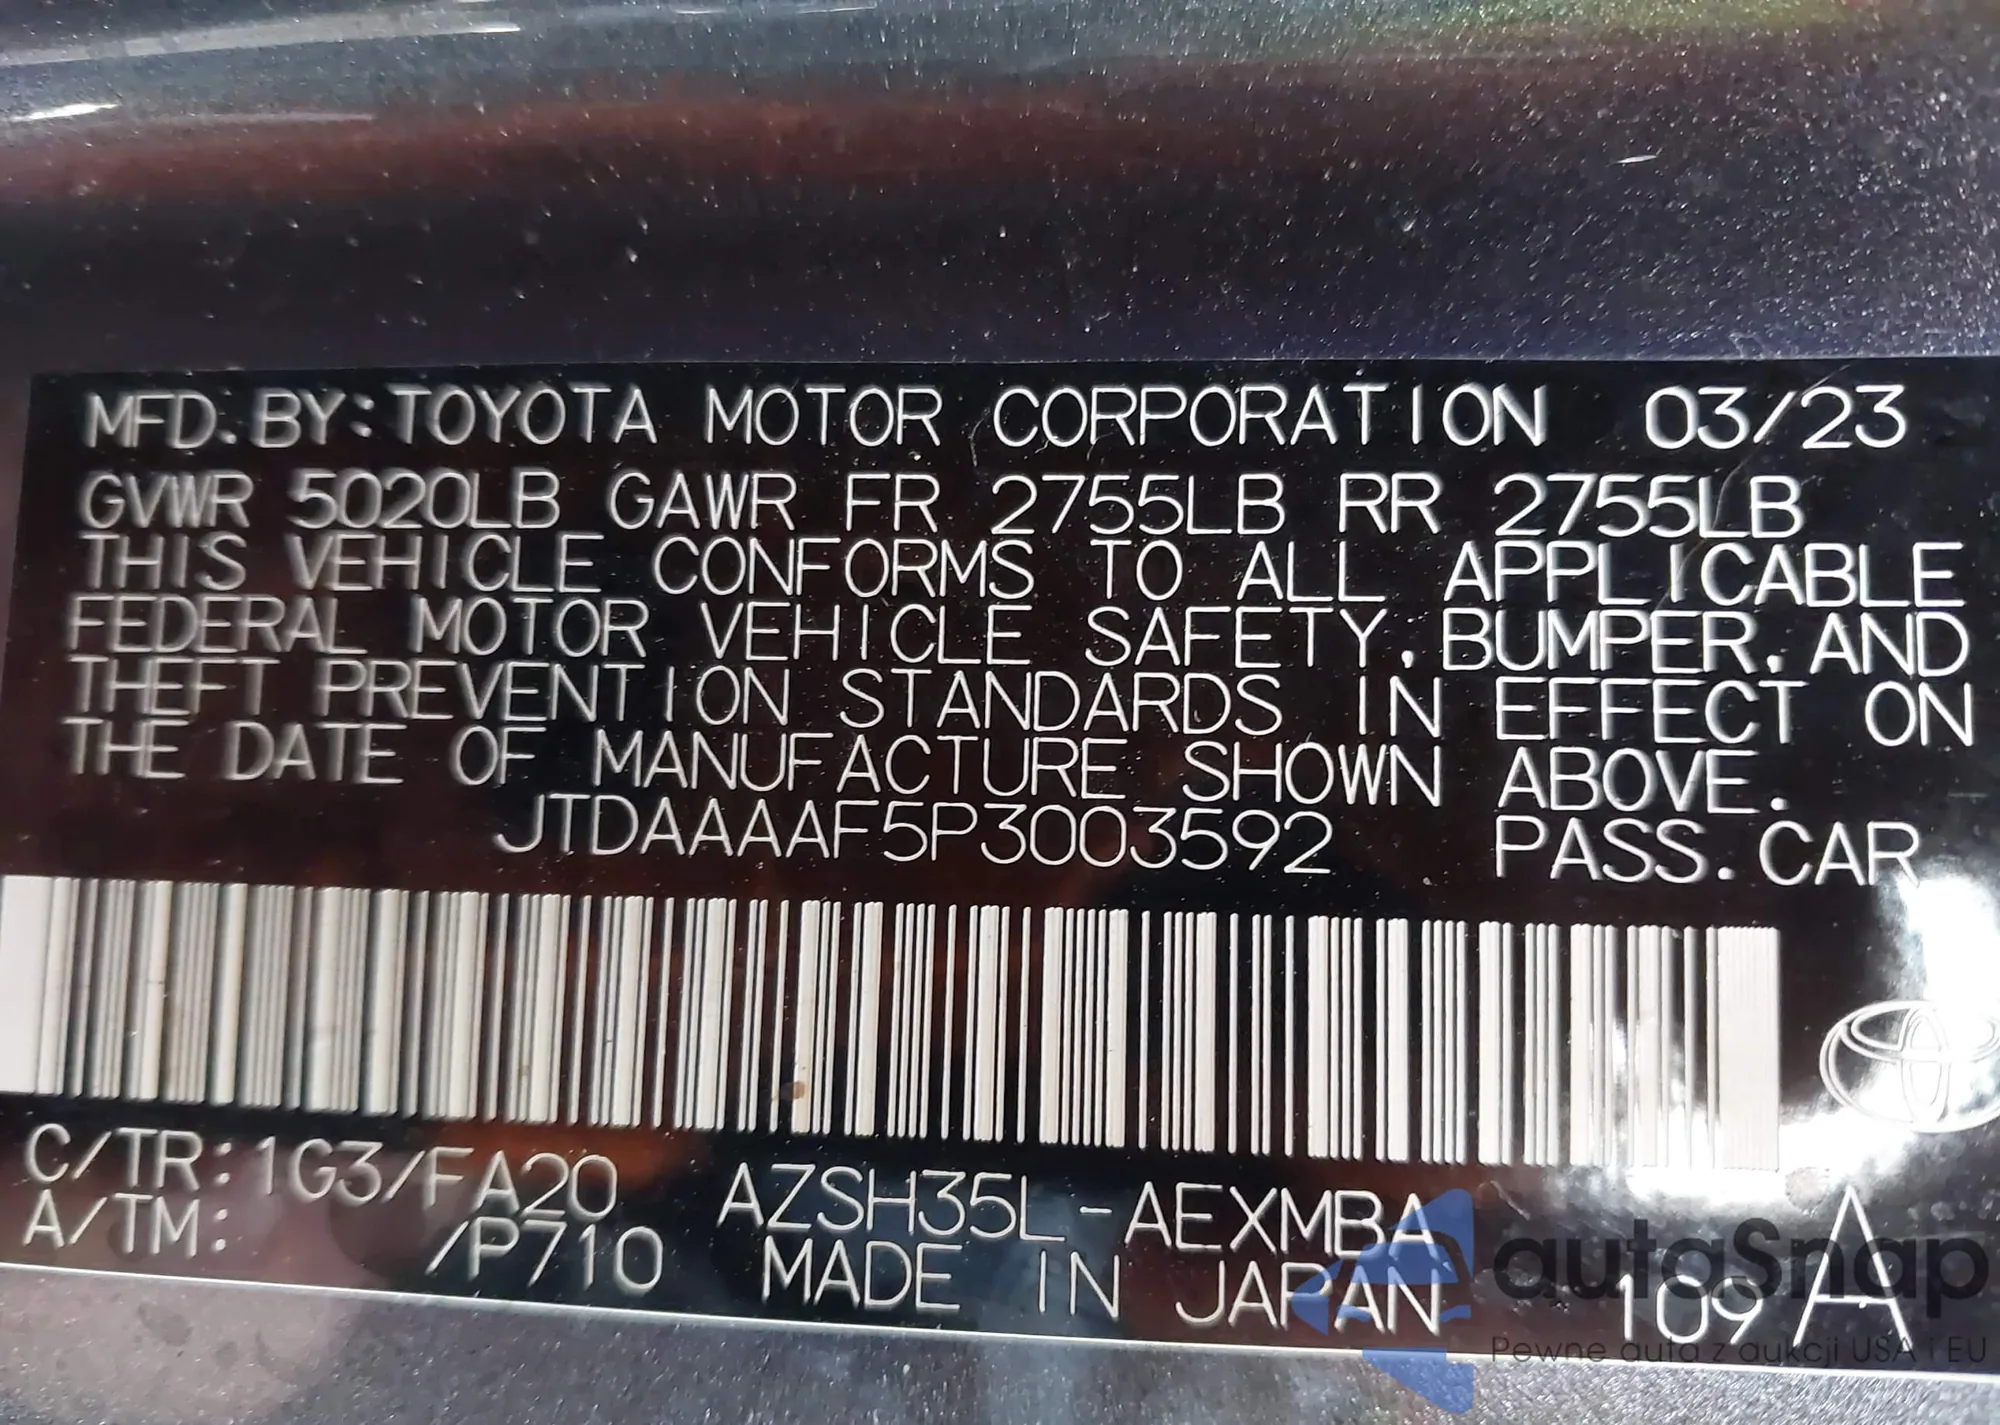 MFD. BY: TOYOTA MOTOR CORPORATION 03/23
GVWR 5020LB GAWR FR 2755LB RR 2755LB
THIS VEHICLE CONFORMS TO ALL APPLICABLE
FEDERAL MOTOR VEHICLE SAFETY, BUMPER, AND
THEFT PREVENTION STANDARDS IN EFFECT ON
THE DATE OF MANUFACTURE SHOWN ABOVE.
JTDAAAAF5P3003592 PASS. CAR
C/TR: 1G3/FA20 AZSH35L-AEXMBA
A/TM: /P710 MADE IN JAPAN 109 A
autoSnap
Pewne auta z aukcji USA i EU